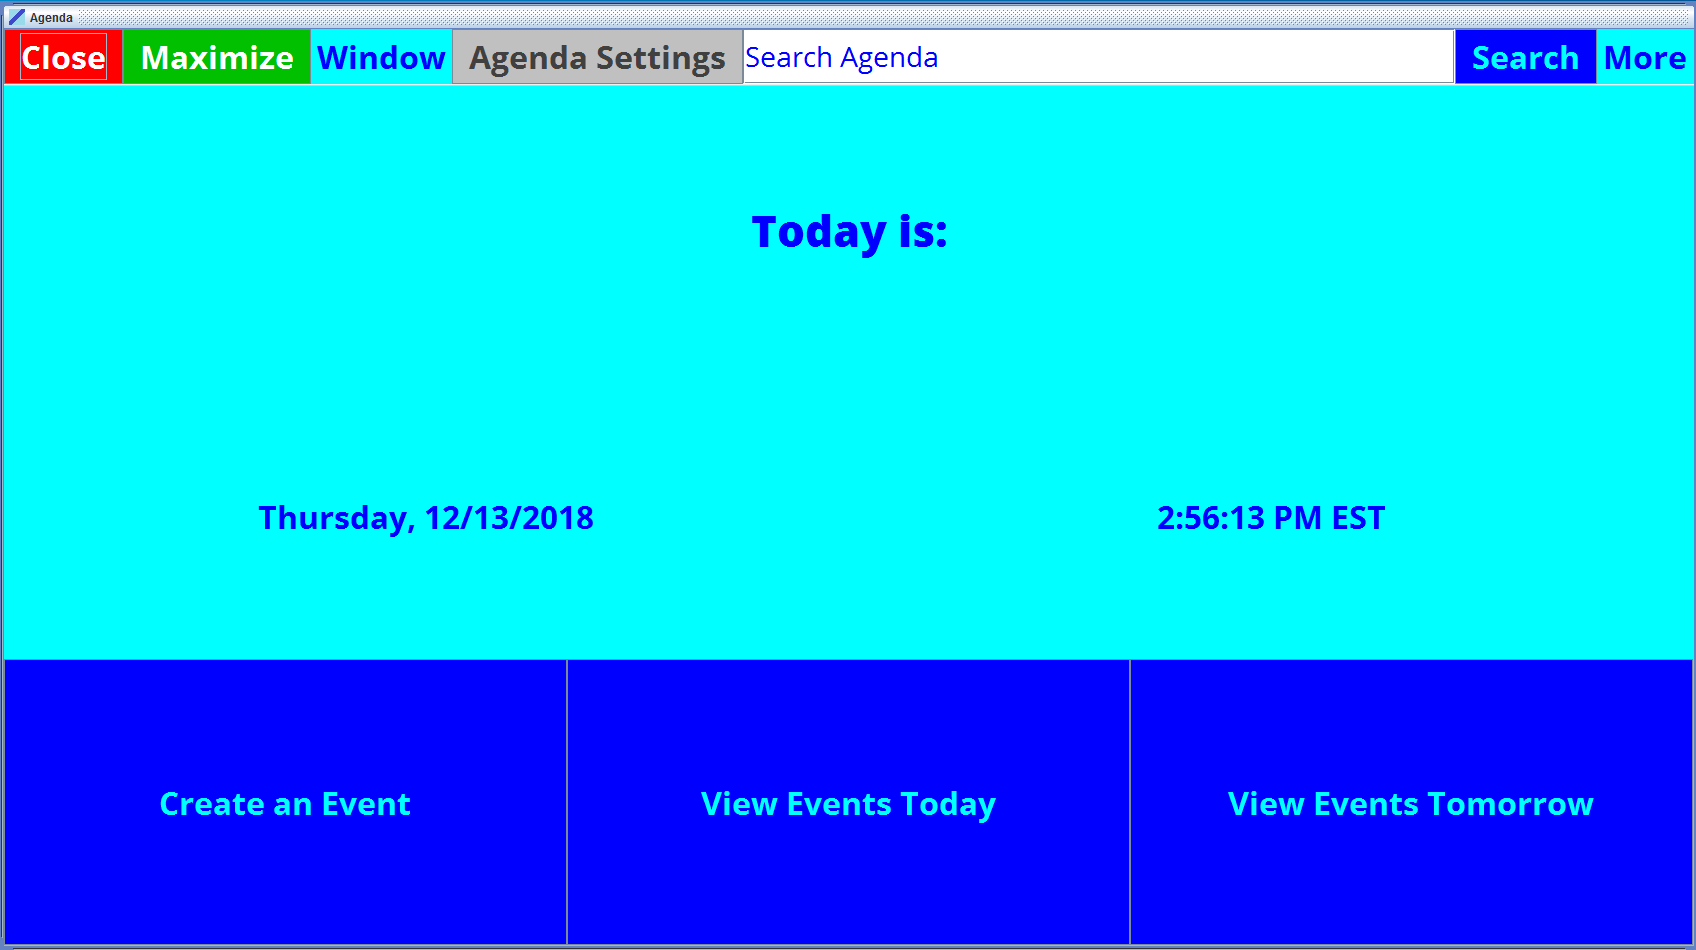 Agenda
Close Maximize Window Agenda Settings Search Agenda Search More
Today is:
Thursday, 12/13/2018 2:56:13 PM EST
Create an Event View Events Today View Events Tomorrow